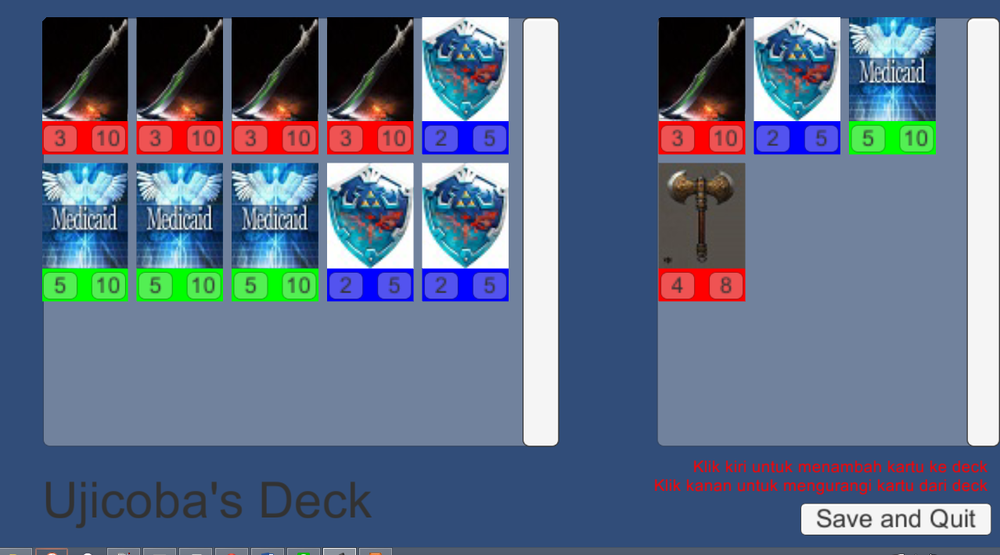 3 10 3 10 3 10 3 10 2 5
Medicaid Medicaid Medicaid
5 10 5 10 5 10 2 5 2 5
Ujicoba's Deck
Medicaid
3 10 2 5 5 10
4 8
Klik kiri untuk menambah kartu ke deck
Klik kanan untuk mengurangi kartu dari deck
Save and Quit